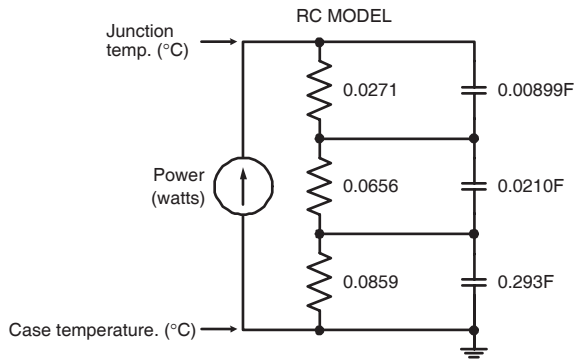 RC MODEL
Junction
temp. (°C)
0.0271
0.00899F
Power
(watts)
0.0656
0.0210F
0.0859
0.293F
Case temperature. (°C)